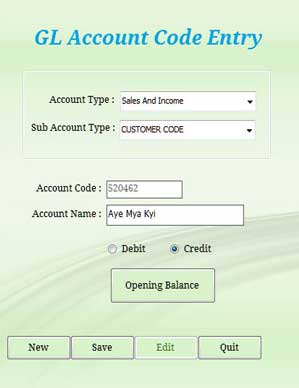 GL Account Code Entry
Account Type : Sales And Income
Sub Account Type : CUSTOMER CODE
Account Code : 520462
Account Name : Aye Mya Kyi
Debit Credit
Opening Balance
New Save Edit Quit